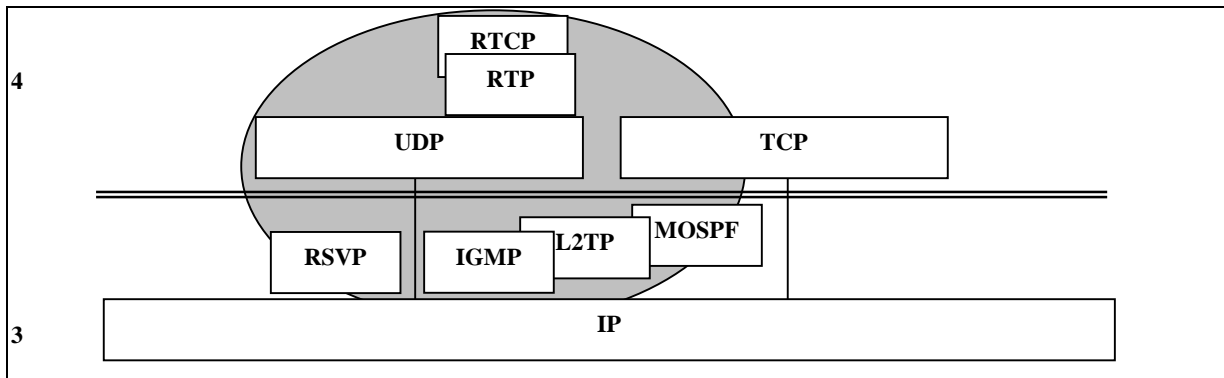 RTCP
4
RTP
UDP
TCP
MOSPF
L2TP
RSVP
IGMP
IP
3